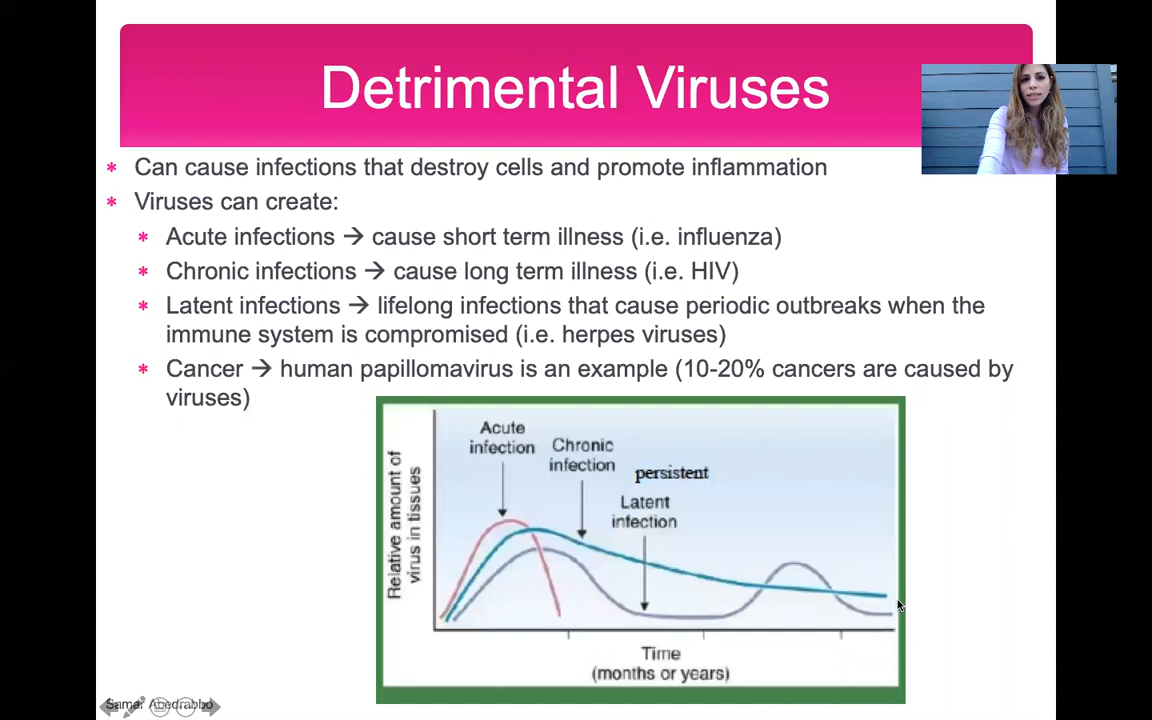 Detrimental Viruses
* Can cause infections that destroy cells and promote inflammation
* Viruses can create:
* Acute infections → cause short term illness (i.e. influenza)
* Chronic infections → cause long term illness (i.e. HIV)
* Latent infections → lifelong infections that cause periodic outbreaks when the
immune system is compromised (i.e. herpes viruses)
* Cancer → human papillomavirus is an example (10-20% cancers are caused by
viruses)
Acute
infection
Chronic
infection
persistent
Latent
infection
Relative amount of
virus in tissues
Time
(months or years)
Samar Abedrabbo